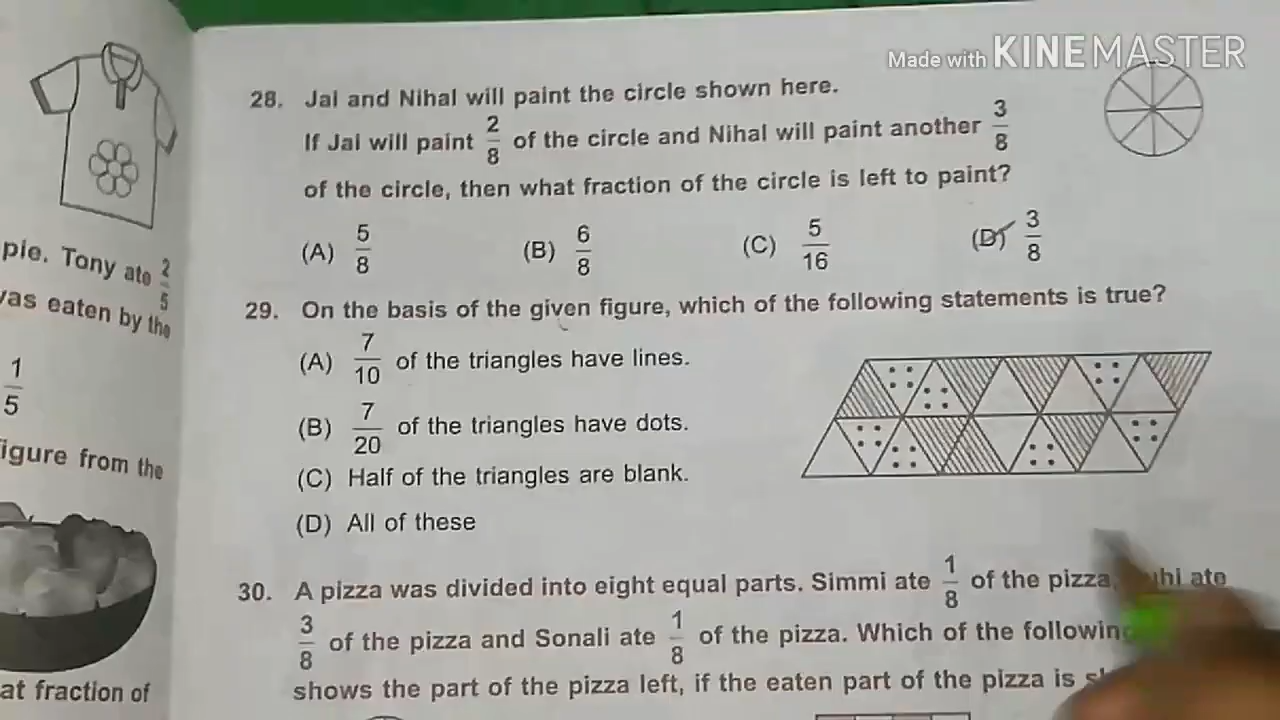 Made with KINEMASTER
28. Jai and Nihal will paint the circle shown here.
If Jai will paint 2/8 of the circle and Nihal will paint another 3/8
of the circle, then what fraction of the circle is left to paint?
(A) 5/8 (B) 6/8 (C) 5/16 (D) 3/8
29. On the basis of the given figure, which of the following statements is true?
(A) 7/10 of the triangles have lines.
(B) 7/20 of the triangles have dots.
(C) Half of the triangles are blank.
(D) All of these
30. A pizza was divided into eight equal parts. Simmi ate 1/8 of the pizza, ate
3/8 of the pizza and Sonali ate 1/8 of the pizza. Which of the following
shows the part of the pizza left, if the eaten part of the pizza is
pie. Tony ate 2/5
was eaten by the
1/5
figure from the
at fraction of